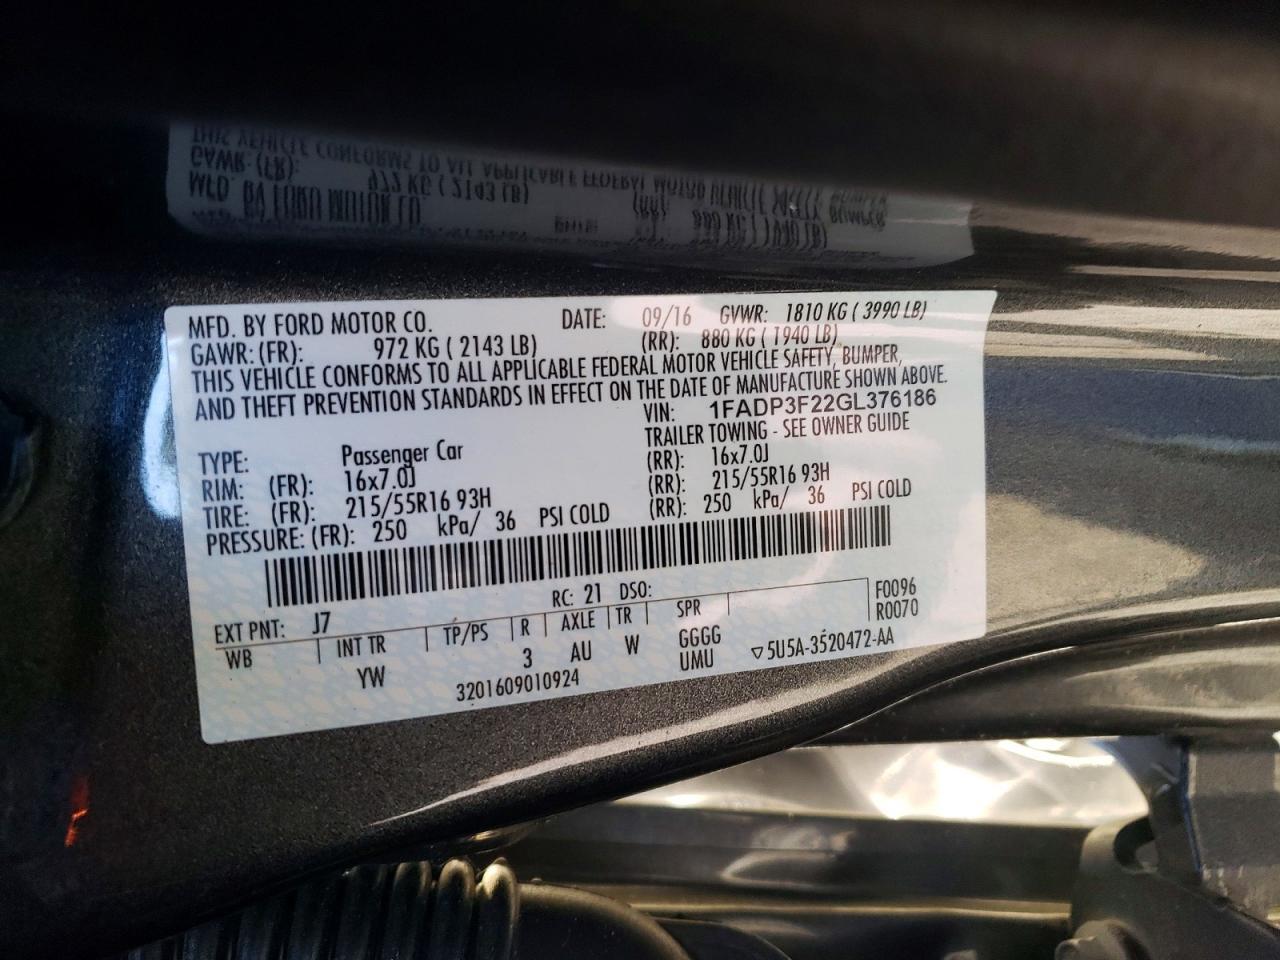 MFD. BY FORD MOTOR CO. DATE: 09/16 GVWR: 1810 KG ( 3990 LB)
GAWR: (FR): 972 KG ( 2143 LB) (RR): 880 KG ( 1940 LB)
THIS VEHICLE CONFORMS TO ALL APPLICABLE FEDERAL MOTOR VEHICLE SAFETY, BUMPER,
AND THEFT PREVENTION STANDARDS IN EFFECT ON THE DATE OF MANUFACTURE SHOWN ABOVE.
VIN: 1FADP3F22GL376186
TYPE: Passenger Car TRAILER TOWING - SEE OWNER GUIDE
RIM: (FR): 16x7.0J (RR): 16x7.0J
TIRE: (FR): 215/55R16 93H (RR): 215/55R16 93H
PRESSURE: (FR): 250 kPa/ 36 PSI COLD (RR): 250 kPa/ 36 PSI COLD
EXT PNT: J7 RC: 21 DSO: F0096
WB INT TR TP/PS R AXLE TR SPR R0070
YW 3 AU W GGGG
UMU ▽5U5A-3520472-AA
3201609010924